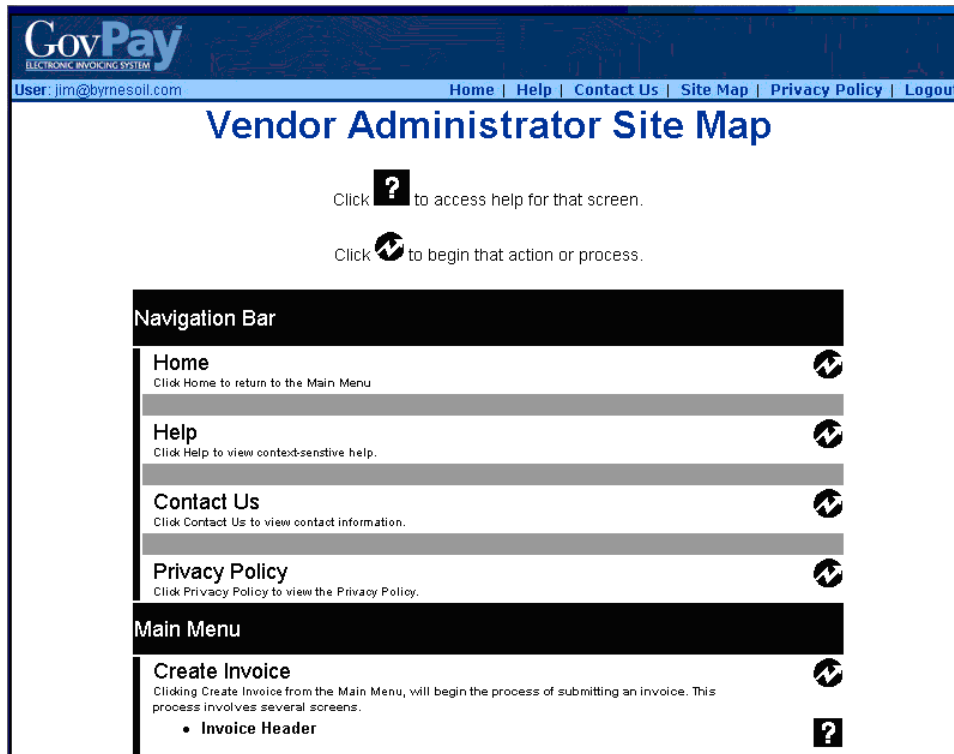 GovPay
ELECTRONIC INVOICING SYSTEM
User: jim@byrnesoil.com
Home | Help | Contact Us | Site Map | Privacy Policy | Logout
Vendor Administrator Site Map
Click ? to access help for that screen.
Click to begin that action or process.
Navigation Bar
Home
Click Home to return to the Main Menu
Help
Click Help to view context-senstive help.
Contact Us
Click Contact Us to view contact information.
Privacy Policy
Click Privacy Policy to view the Privacy Policy.
Main Menu
Create Invoice
Clicking Create Invoice from the Main Menu, will begin the process of submitting an invoice. This
process involves several screens.
• Invoice Header
?